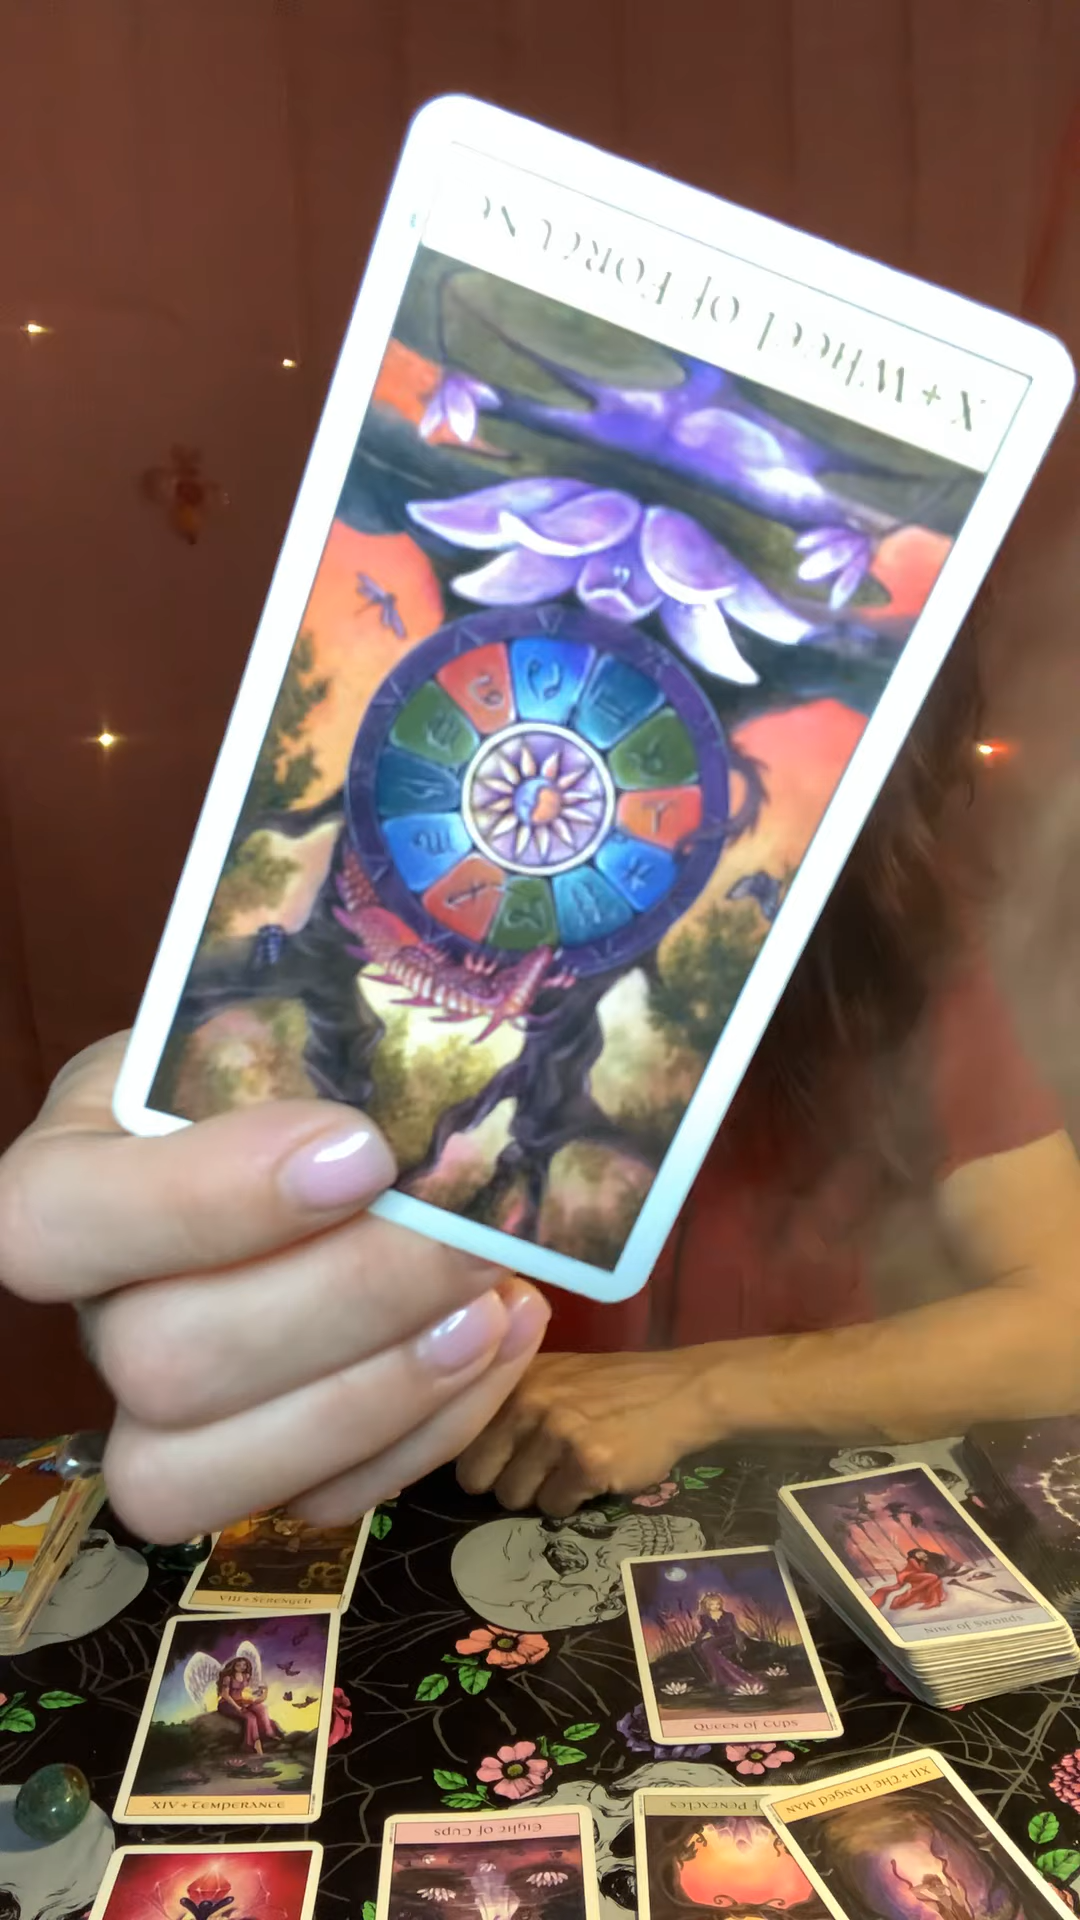 X + Wheel of Fortune
VIII + Strength
Nine of Swords
Queen of Cups
XIV + Temperance
XII + The Hanged Man
of Pentacles
Eight of Cups